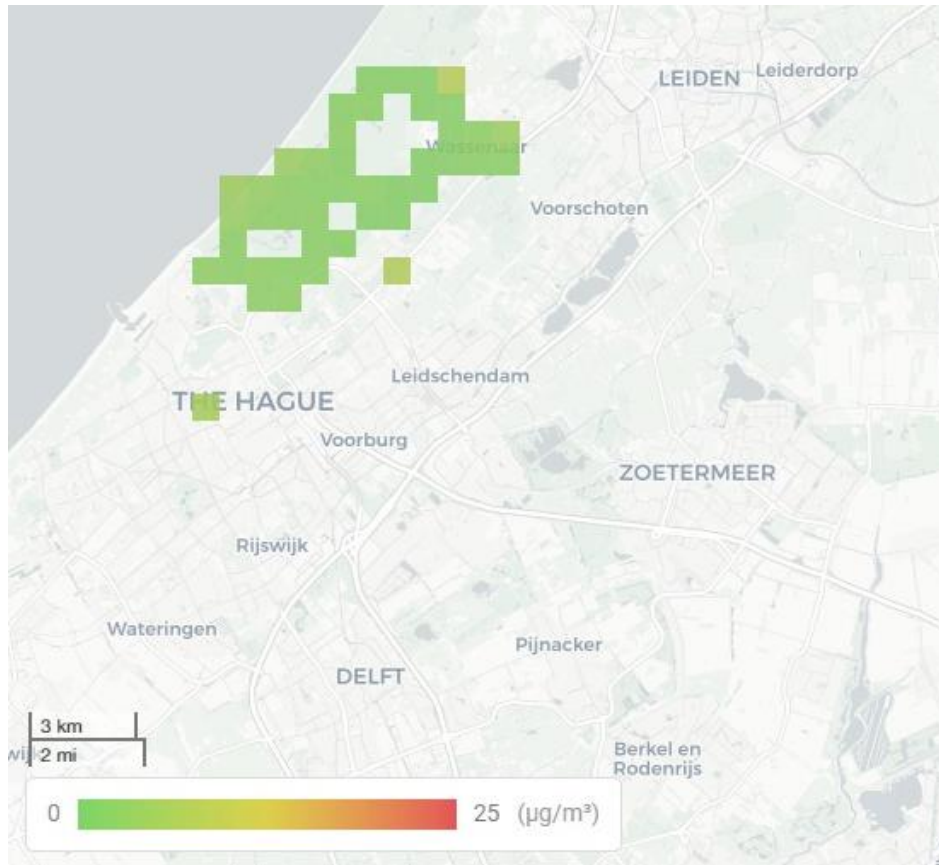 LEIDEN
Leiderdorp
Wassenaar
Voorschoten
Leidschendam
THE HAGUE
Voorburg
ZOETERMEER
Rijswijk
Wateringen
Pijnacker
DELFT
3 km
2 mi
Berkel en
Rodenrijs
0
25 (µg/m³)